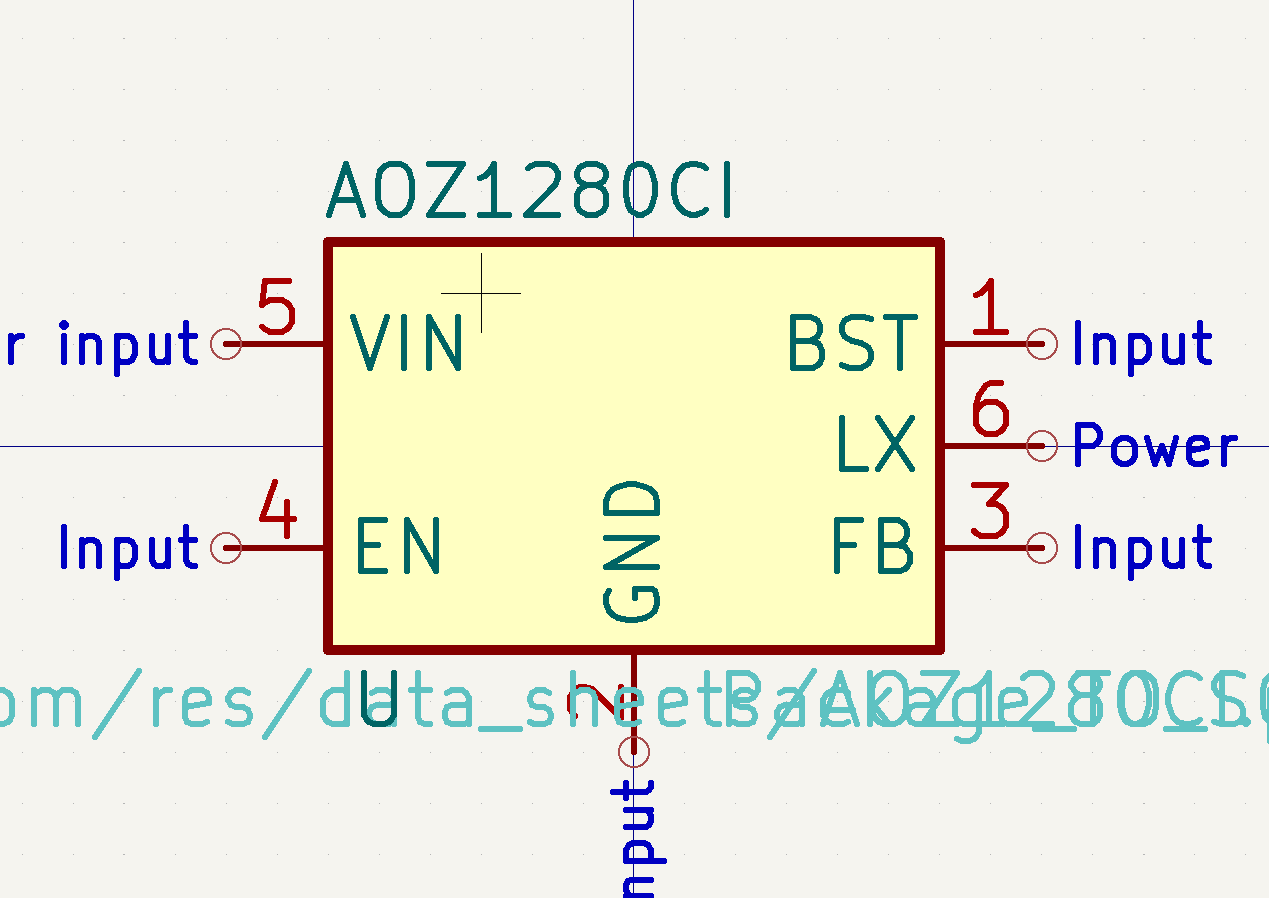 AOZ1280CI
5 1
r input VIN BST Input
6
LX Power
4 3
Input EN GND FB Input
om/res/data_sheets/AOZ1280CI.p
U 2 Package_TO_SO
nput